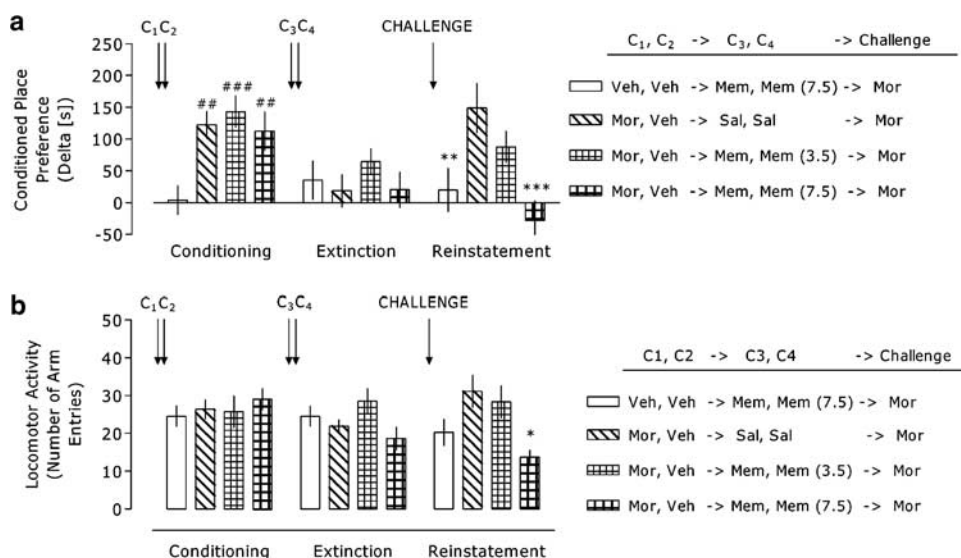 a
C₁C₂ C₃C₄ CHALLENGE
C₁, C₂ -> C₃, C₄ -> Challenge
Conditioned Place
Preference
(Delta [s])
250
200
150
100
50
0
-50
## ### ##
** ***
Conditioning Extinction Reinstatement
Veh, Veh -> Mem, Mem (7.5) -> Mor
Mor, Veh -> Sal, Sal -> Mor
Mor, Veh -> Mem, Mem (3.5) -> Mor
Mor, Veh -> Mem, Mem (7.5) -> Mor
b
C₁C₂ C₃C₄ CHALLENGE
C1, C2 -> C3, C4 -> Challenge
Locomotor Activity
(Number of Arm
Entries)
50
40
30
20
10
0
*
Conditioning Extinction Reinstatement
Veh, Veh -> Mem, Mem (7.5) -> Mor
Mor, Veh -> Sal, Sal -> Mor
Mor, Veh -> Mem, Mem (3.5) -> Mor
Mor, Veh -> Mem, Mem (7.5) -> Mor